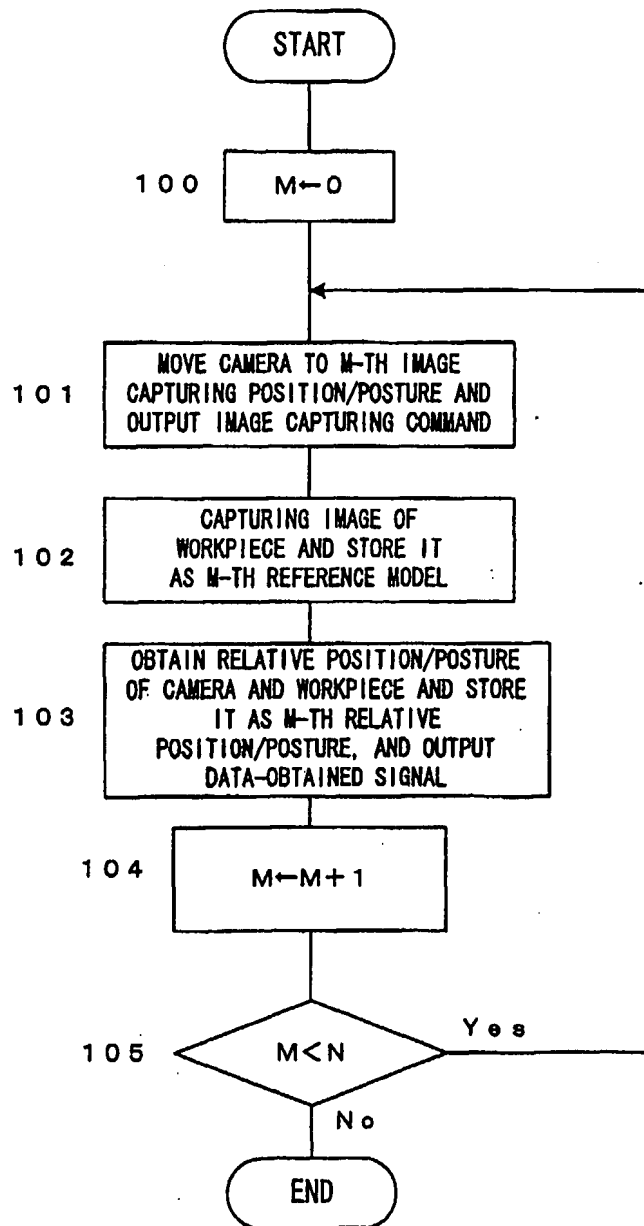 START
100
M←0
101
MOVE CAMERA TO M-TH IMAGE
CAPTURING POSITION/POSTURE AND
OUTPUT IMAGE CAPTURING COMMAND
102
CAPTURING IMAGE OF
WORKPIECE AND STORE IT
AS M-TH REFERENCE MODEL
103
OBTAIN RELATIVE POSITION/POSTURE
OF CAMERA AND WORKPIECE AND STORE
IT AS M-TH RELATIVE
POSITION/POSTURE, AND OUTPUT
DATA-OBTAINED SIGNAL
104
M←M+1
105
M<N
Yes
No
END